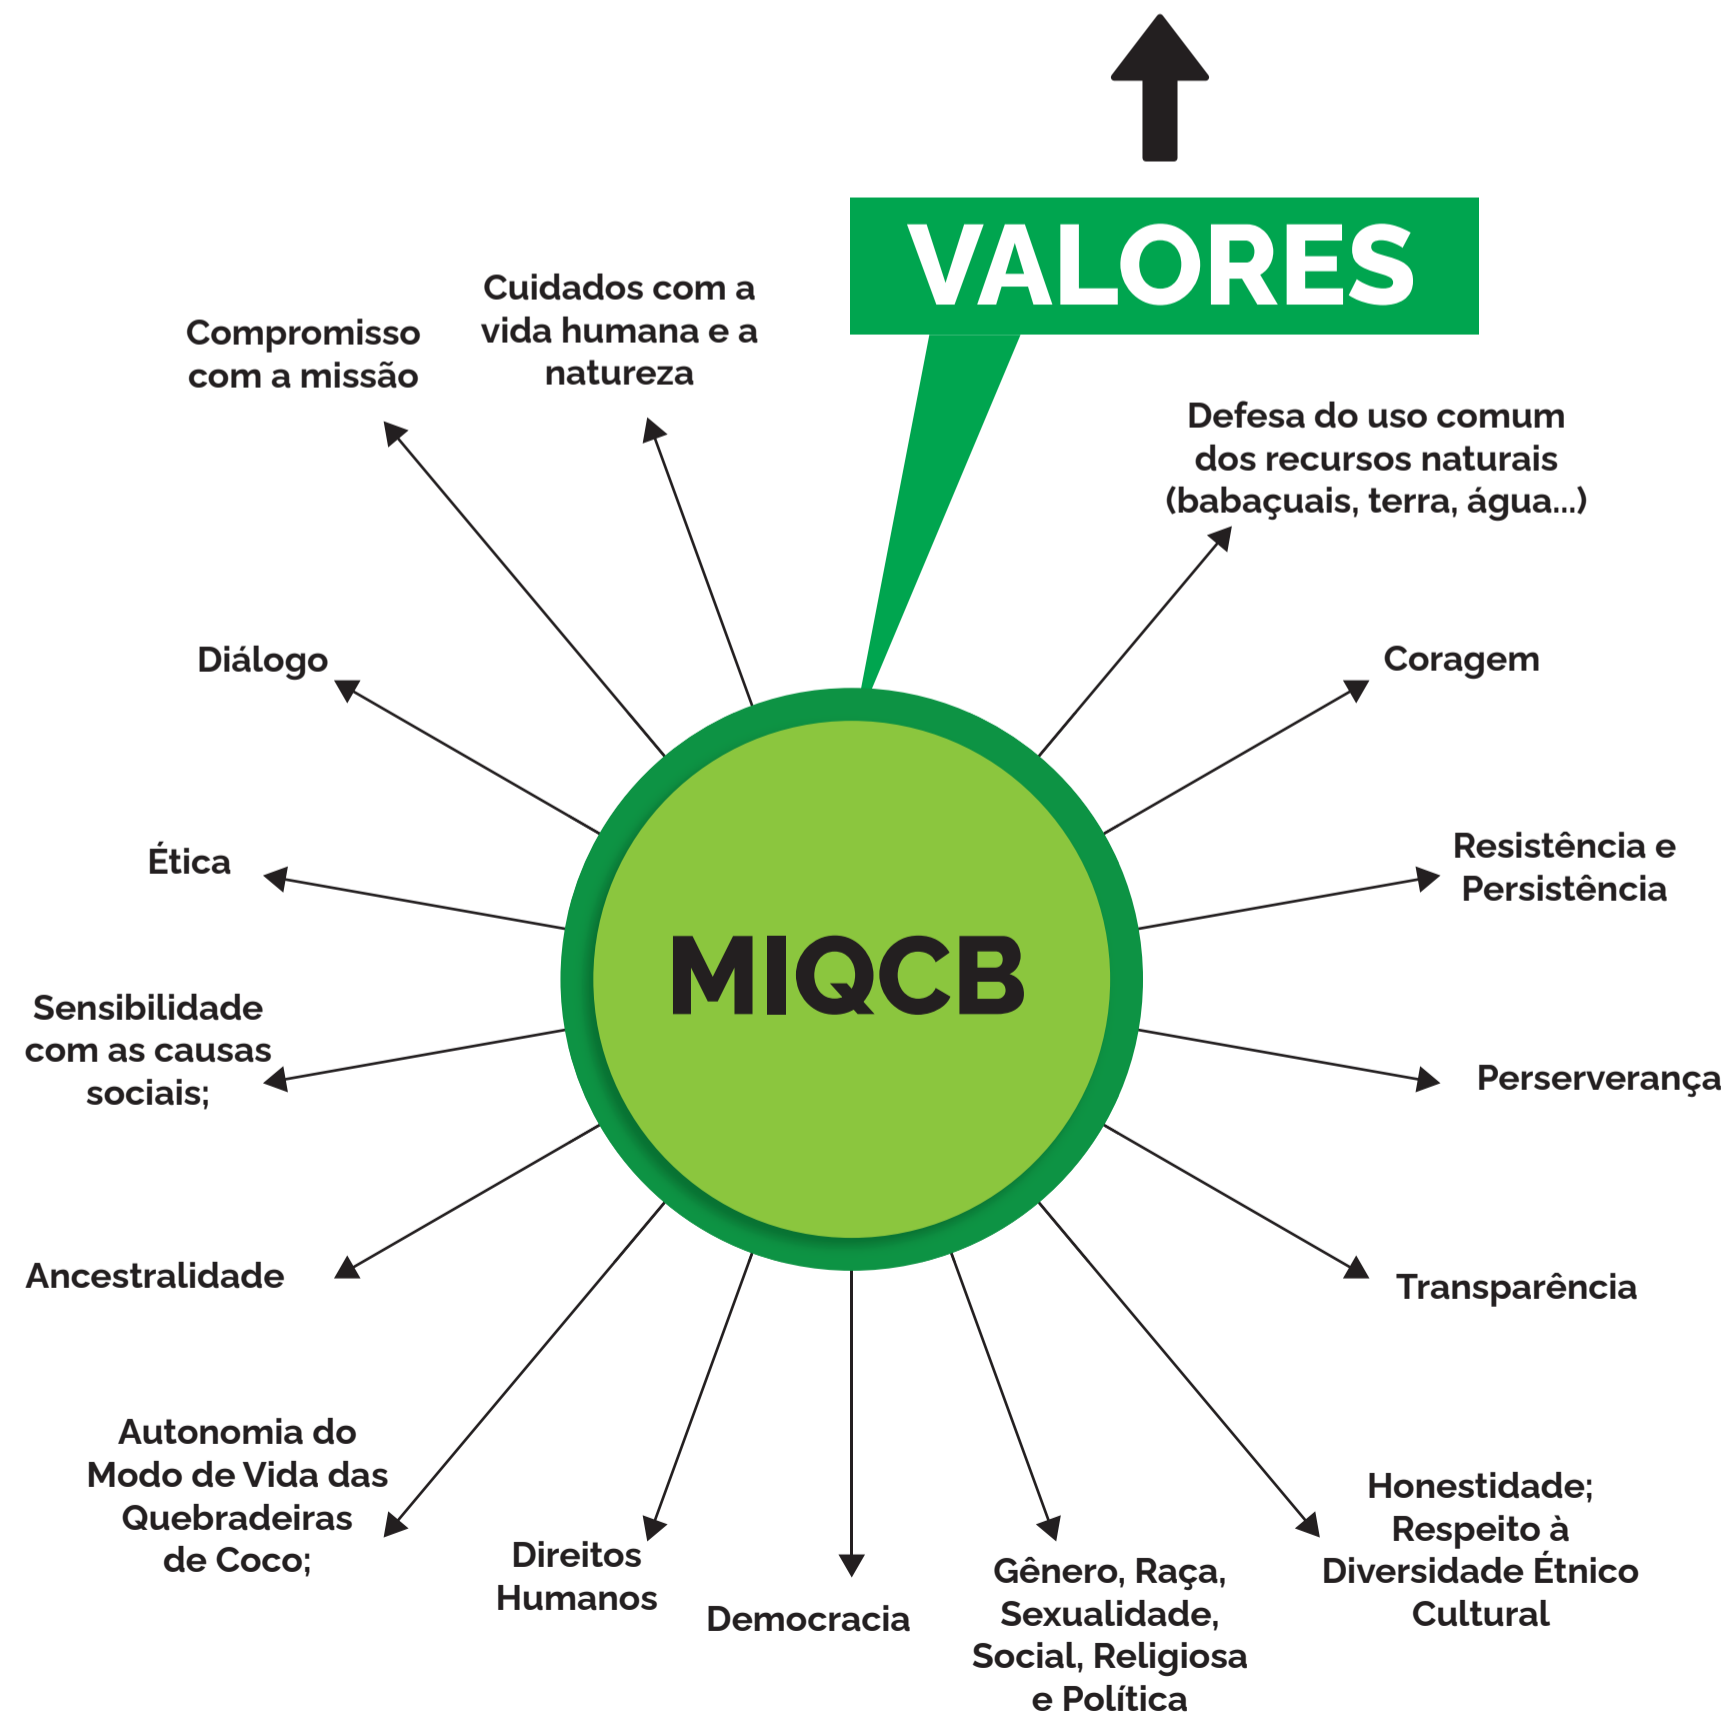 VALORES
Cuidados com a
vida humana e a
natureza
Compromisso
com a missão
Defesa do uso comum
dos recursos naturais
(babaçuais, terra, água...)
Diálogo
Coragem
Ética
Resistência e
Persistência
MIQCB
Sensibilidade
com as causas
sociais;
Perserverança
Ancestralidade
Transparência
Autonomia do
Modo de Vida das
Quebradeiras
de Coco;
Direitos
Humanos
Democracia
Gênero, Raça,
Sexualidade,
Social, Religiosa
e Política
Honestidade;
Respeito à
Diversidade Étnico
Cultural